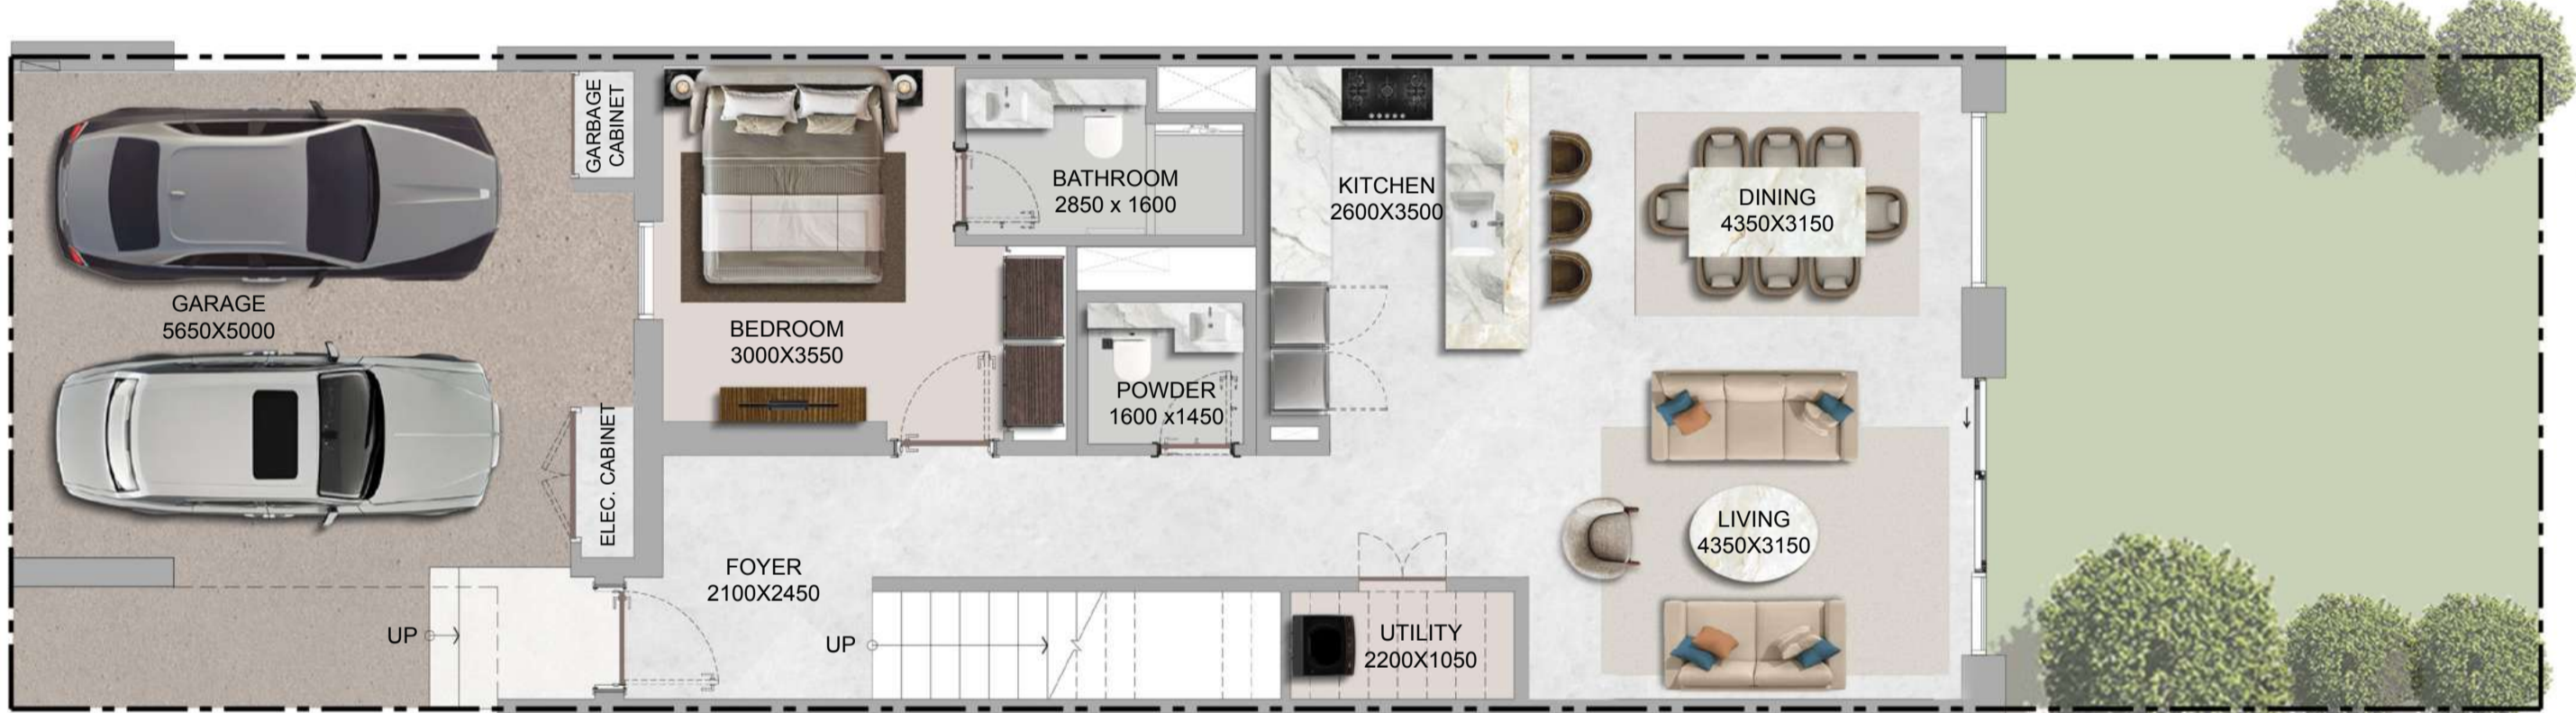 GARAGE
5650X5000
GARBAGE
CABINET
ELEC. CABINET
UP
BEDROOM
3000X3550
BATHROOM
2850 x 1600
POWDER
1600 x1450
FOYER
2100X2450
UP
KITCHEN
2600X3500
UTILITY
2200X1050
DINING
4350X3150
LIVING
4350X3150